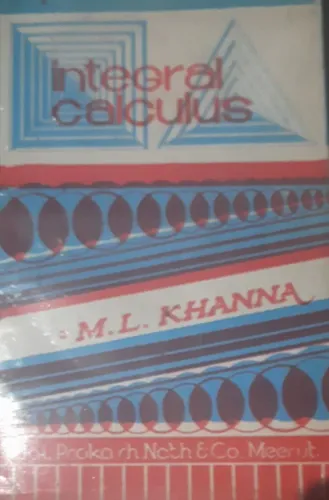 integral
calculus
- M.L. KHANNA
Prakash Nath & Co. Meerut.